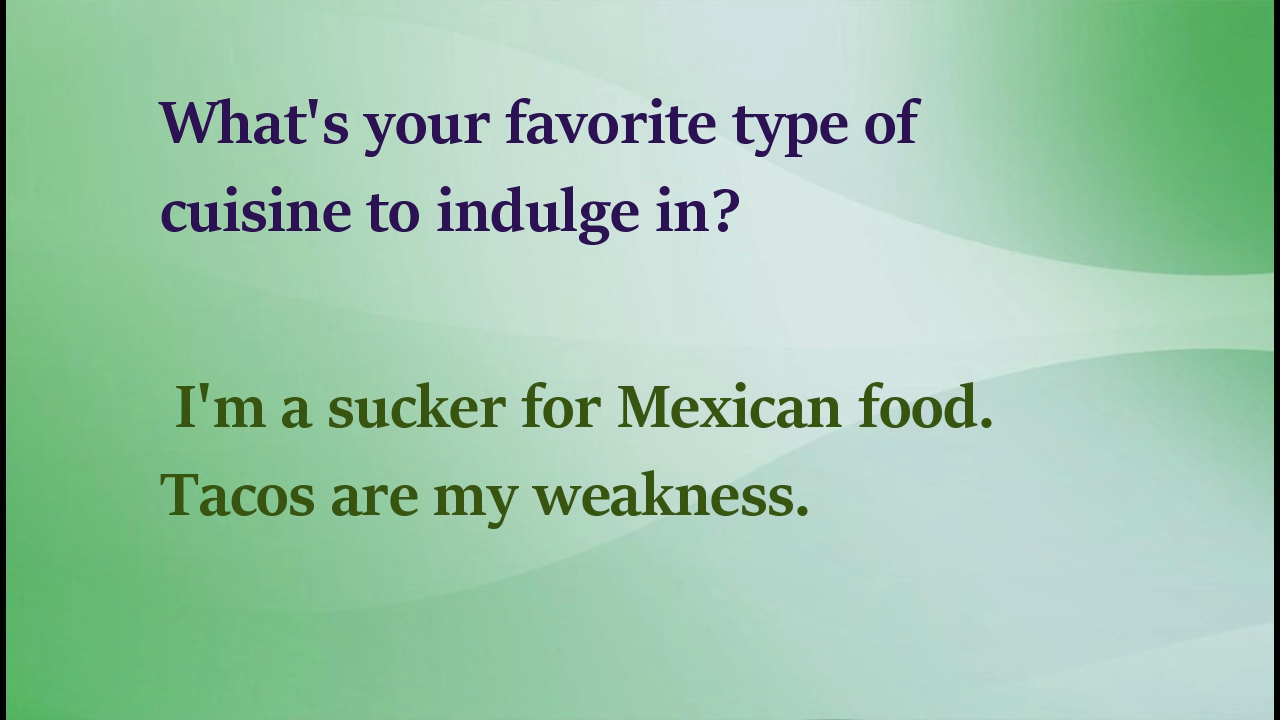 What's your favorite type of
cuisine to indulge in?
I'm a sucker for Mexican food.
Tacos are my weakness.